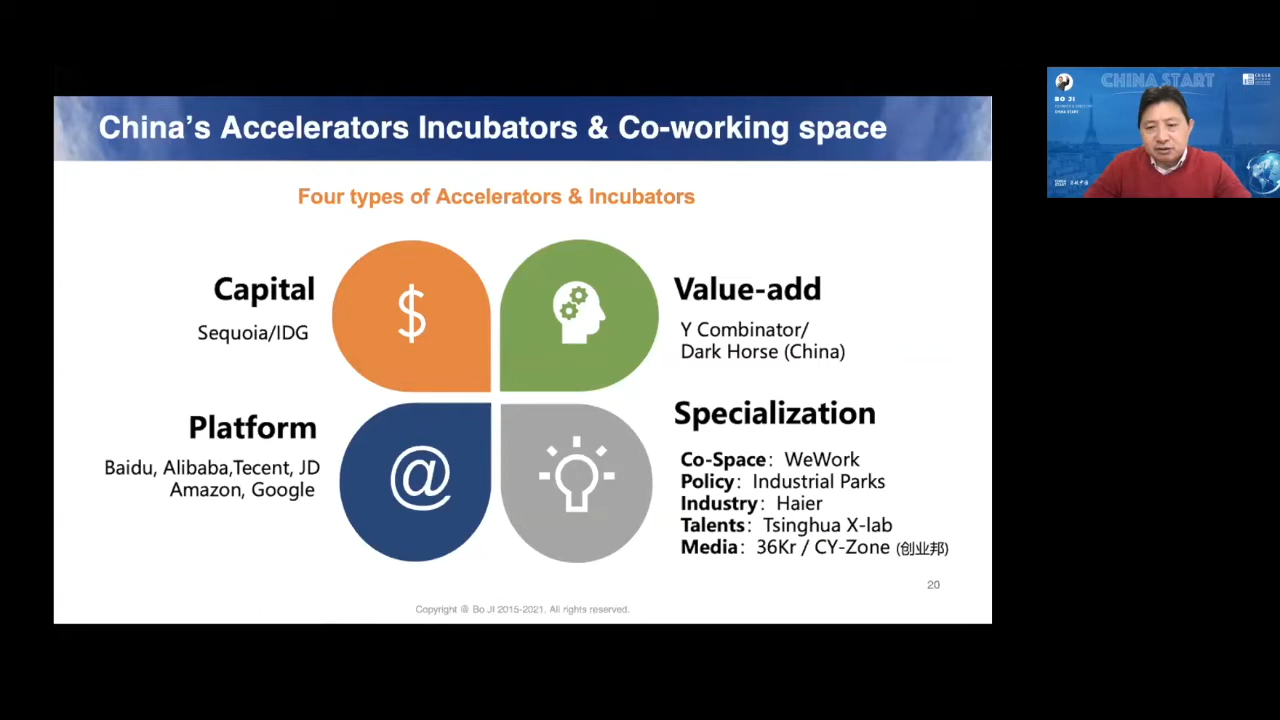 China's Accelerators Incubators & Co-working space
Four types of Accelerators & Incubators
Capital
Sequoia/IDG
$
Value-add
Y Combinator/
Dark Horse (China)
Platform
Baidu, Alibaba,Tecent, JD
Amazon, Google
@
Specialization
Co-Space： WeWork
Policy： Industrial Parks
Industry： Haier
Talents： Tsinghua X-lab
Media： 36Kr / CY-Zone (创业邦)
20
Copyright @ Bo JI 2015-2021. All rights reserved.
CHINA START
BO JI
CHINA START